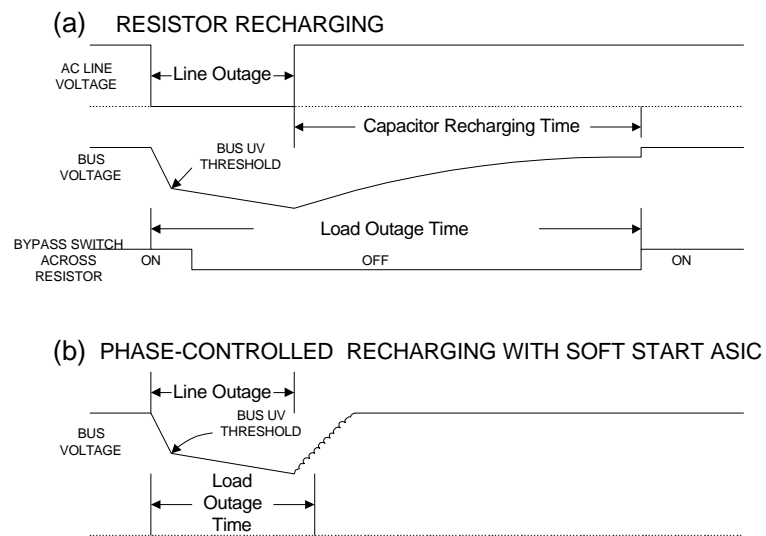 (a) RESISTOR RECHARGING
AC LINE
VOLTAGE
Line Outage
Capacitor Recharging Time
BUS UV
THRESHOLD
BUS
VOLTAGE
Load Outage Time
BYPASS SWITCH
ACROSS
RESISTOR
ON
OFF
ON
(b) PHASE-CONTROLLED RECHARGING WITH SOFT START ASIC
Line Outage
BUS UV
THRESHOLD
BUS
VOLTAGE
Load
Outage
Time